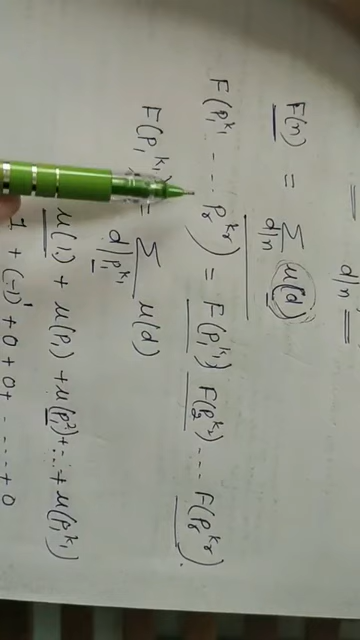 d|n =
F(n) = Σ_{d|n} μ(d)
F(p₁^{k₁} ... p_r^{k_r}) = F(p₁^{k₁}) F(p₂^{k₂}) ... F(p_r^{k_r}).
F(p₁^{k₁}) = Σ_{d|p₁^{k₁}} μ(d)
μ(1) + μ(p₁) + μ(p₁²) + ... + μ(p₁^{k₁})
1 + (-1)¹ + 0 + 0 + ... + 0